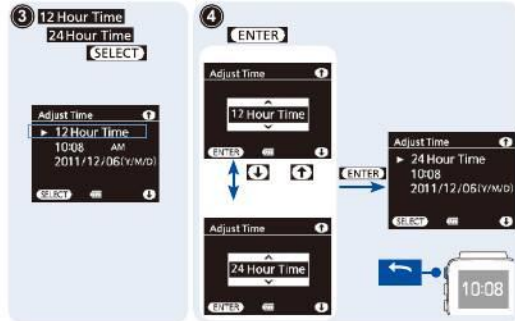 3 12 Hour Time
24 Hour Time
SELECT
Adjust Time
12 Hour Time
10:08 AM
2011/12/06(Y/M/D)
SELECT
4
ENTER
Adjust Time
12 Hour Time
ENTER
ENTER
Adjust Time
24 Hour Time
ENTER
Adjust Time
24 Hour Time
10:08
2011/12/06(Y/M/D)
SELECT
10:08